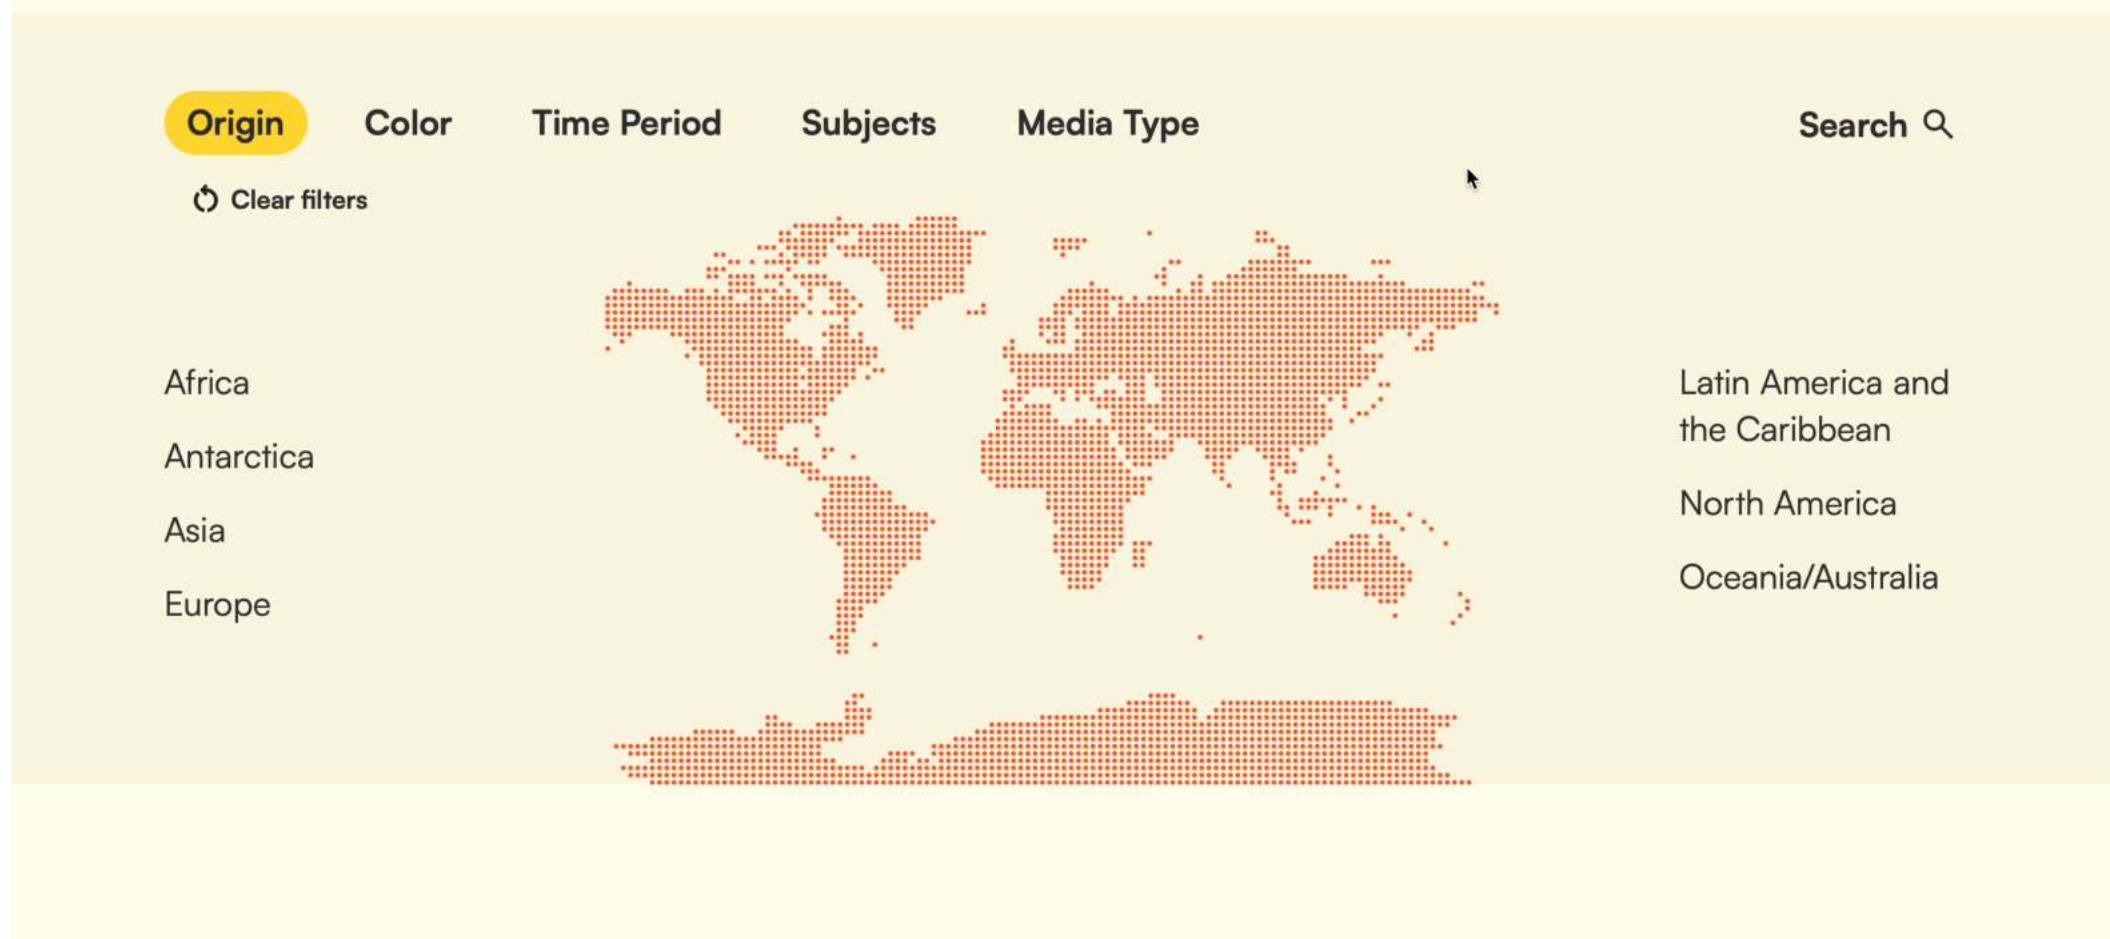 Origin
Color
Time Period
Subjects
Media Type
Search
Clear filters
Africa
Antarctica
Asia
Europe
Latin America and
the Caribbean
North America
Oceania/Australia